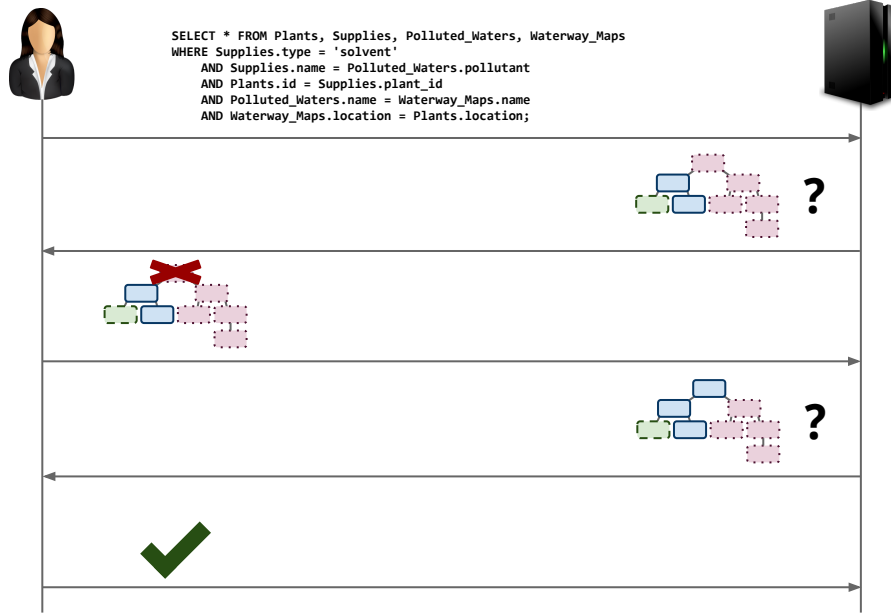 SELECT * FROM Plants, Supplies, Polluted_Waters, Waterway_Maps
WHERE Supplies.type = 'solvent'
AND Supplies.name = Polluted_Waters.pollutant
AND Plants.id = Supplies.plant_id
AND Polluted_Waters.name = Waterway_Maps.name
AND Waterway_Maps.location = Plants.location;
?
?